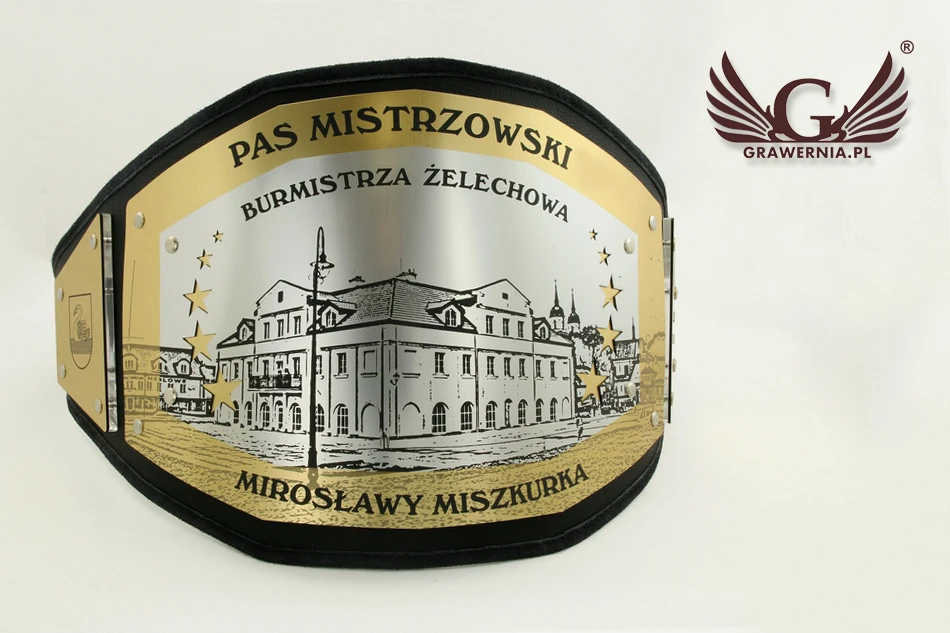 PAS MISTRZOWSKI
BURMISTRZA ŻELECHOWA
MIROSŁAWY MISZKURKA
G
GRAWERNIA.PL
®